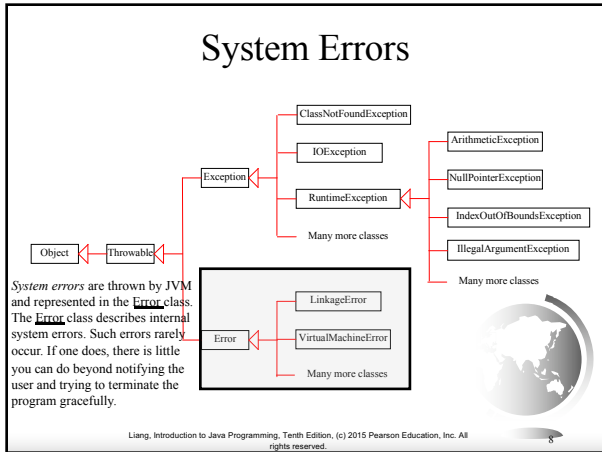 System Errors
ClassNotFoundException
ArithmeticException
IOException
Exception
NullPointerException
RuntimeException
IndexOutOfBoundsException
Many more classes
Object
Throwable
IllegalArgumentException
Many more classes
System errors are thrown by JVM
and represented in the Error class.
The Error class describes internal
system errors. Such errors rarely
occur. If one does, there is little
you can do beyond notifying the
user and trying to terminate the
program gracefully.
LinkageError
Error
VirtualMachineError
Many more classes
Liang, Introduction to Java Programming, Tenth Edition, (c) 2015 Pearson Education, Inc. All
rights reserved.
8